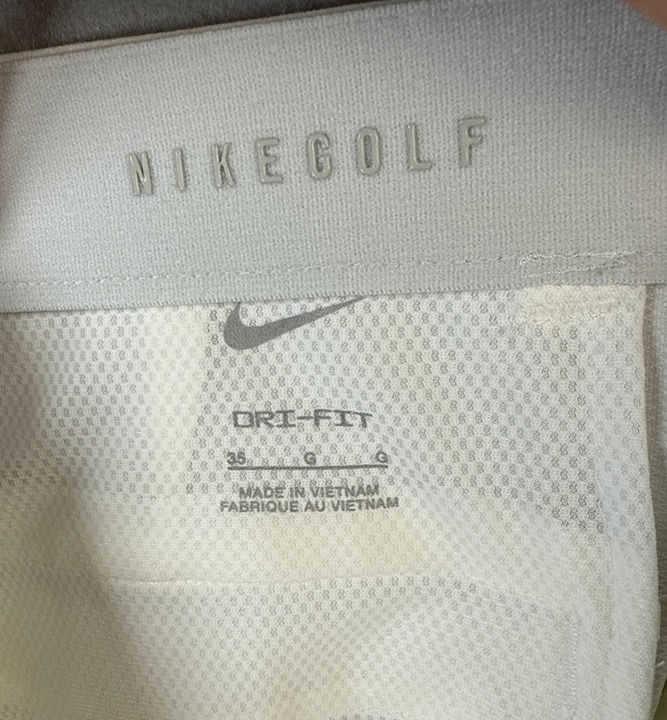 NIKEGOLF
DRI-FIT
35 G G
MADE IN VIETNAM
FABRIQUE AU VIETNAM